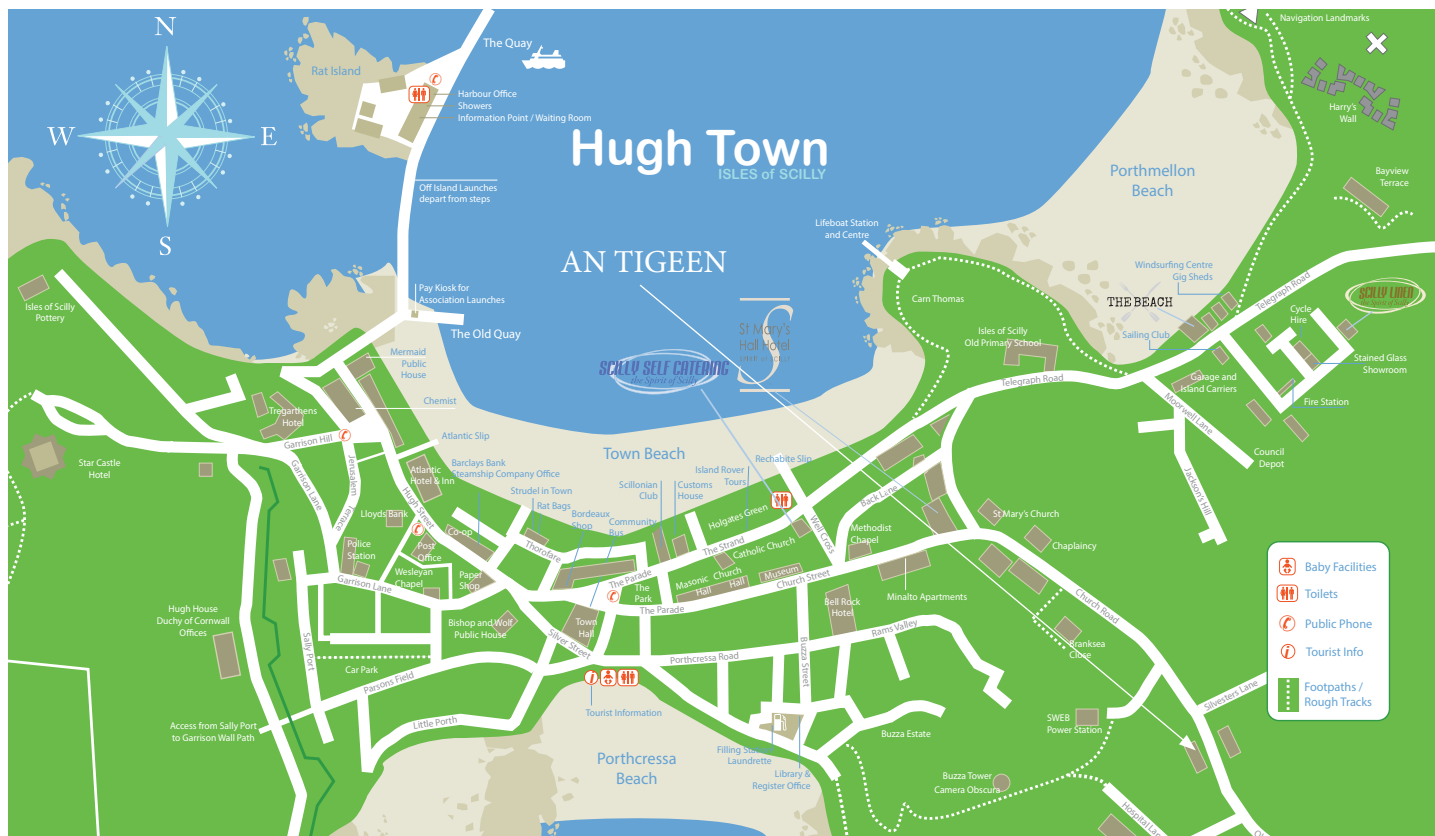 N
W
E
S
The Quay
Rat Island
Harbour Office
Showers
Information Point / Waiting Room
Hugh Town
ISLES of SCILLY
Off Island Launches
depart from steps
Navigation Landmarks
Harry's
Wall
Bayview
Terrace
Porthmellon
Beach
Lifeboat Station
and Centre
AN TIGEEN
Windsurfing Centre
Gig Sheds
THE BEACH
Telegraph Road
SCILLY LINEN
the Spirit of Scilly
Isles of Scilly
Pottery
Pay Kiosk for
Association Launches
The Old Quay
Carn Thomas
Cycle
Hire
Isles of Scilly
Old Primary School
Sailing Club
St Mary's
Hall Hotel
SCILLY SELF CATERING
the Spirit of Scilly
Mermaid
Public
House
Stained Glass
Showroom
Telegraph Road
Garage and
Island Carriers
Fire Station
Chemist
Tregarthens
Hotel
Moorwell Lane
Garrison Hill
Atlantic Slip
Star Castle
Hotel
Town Beach
Rechabite Slip
Council
Depot
Barclays Bank
Steamship Company Office
Atlantic
Hotel & Inn
Island Rover
Tours
Garrison Lane
Jerusalem
Terrace
Hugh Street
Strudel in Town
Rat Bags
Scillonian
Club
Customs
House
Back Lane
Jackson's Hill
Lloyds Bank
Bordeaux
Shop
Community
Bus
Holgates Green
St Mary's Church
Co-op
Well Cross
Methodist
Chapel
Police
Station
Post
Office
Thorofare
The Strand
Catholic Church
Chaplaincy
Wesleyan
Chapel
Paper
Shop
The Parade
Masonic
Hall
Church
Hall
Museum
Church Street
Garrison Lane
The
Park
The Parade
Minalto Apartments
Church Road
Baby Facilities
Toilets
Public Phone
Tourist Info
Footpaths /
Rough Tracks
Hugh House
Duchy of Cornwall
Offices
Bishop and Wolf
Public House
Town
Hall
Bell Rock
Hotel
Rams Valley
Silver Street
Branksea
Close
Sally Port
Car Park
Porthcressa Road
Buzza Street
Parsons Field
Silvesters Lane
Access from Sally Port
to Garrison Wall Path
Little Porth
Tourist Information
SWEB
Power Station
Buzza Estate
Porthcressa
Beach
Filling Station
Laundrette
Library &
Register Office
Buzza Tower
Camera Obscura